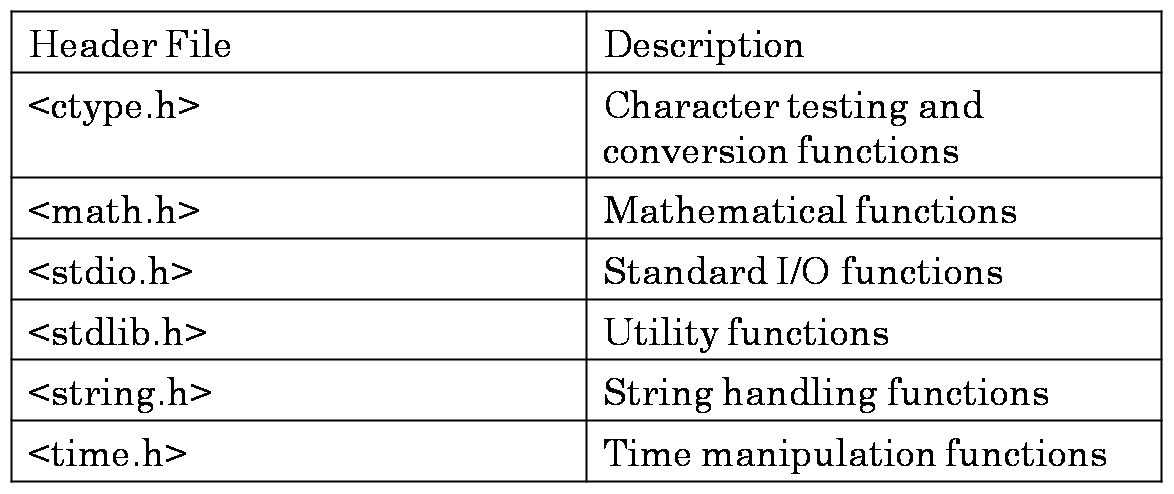 Header File
Description
<ctype.h>
Character testing and
conversion functions
<math.h>
Mathematical functions
<stdio.h>
Standard I/O functions
<stdlib.h>
Utility functions
<string.h>
String handling functions
<time.h>
Time manipulation functions